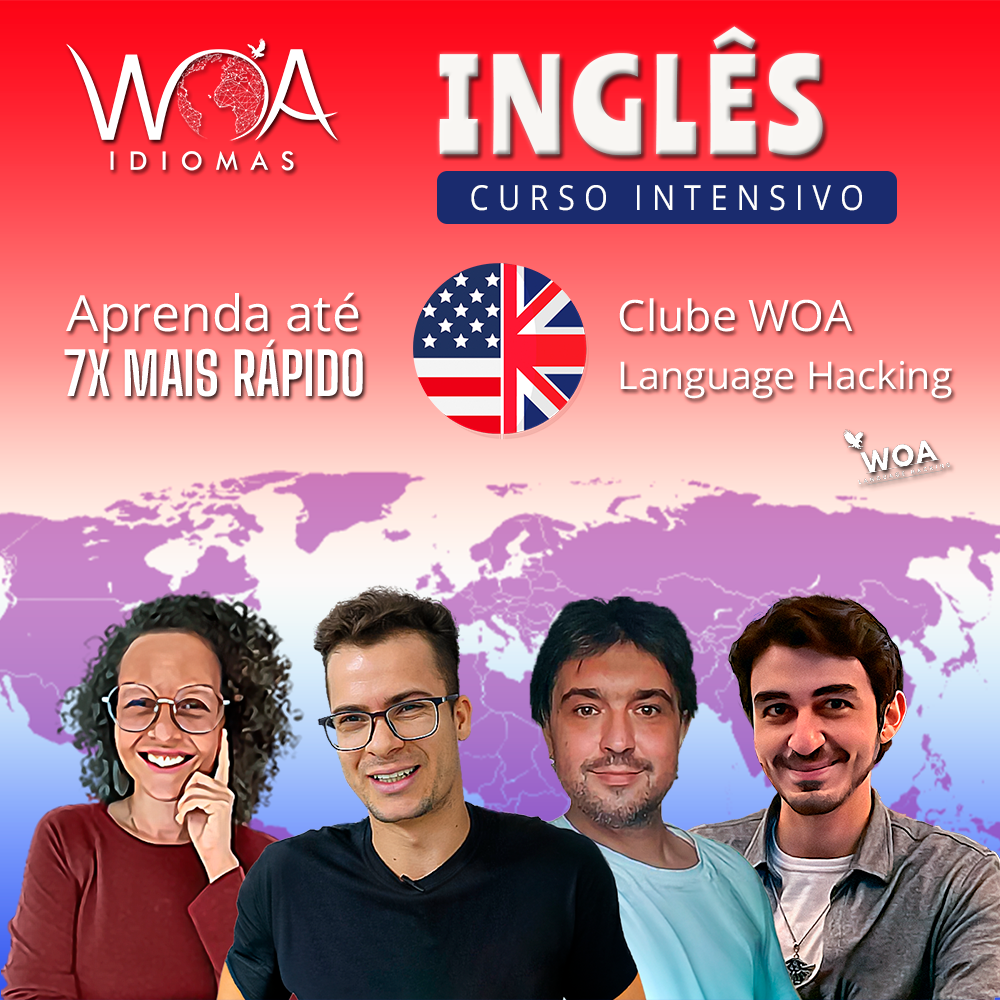 WOA
IDIOMAS
INGLÊS
CURSO INTENSIVO
Aprenda até
7X MAIS RÁPIDO
Clube WOA
Language Hacking
WOA